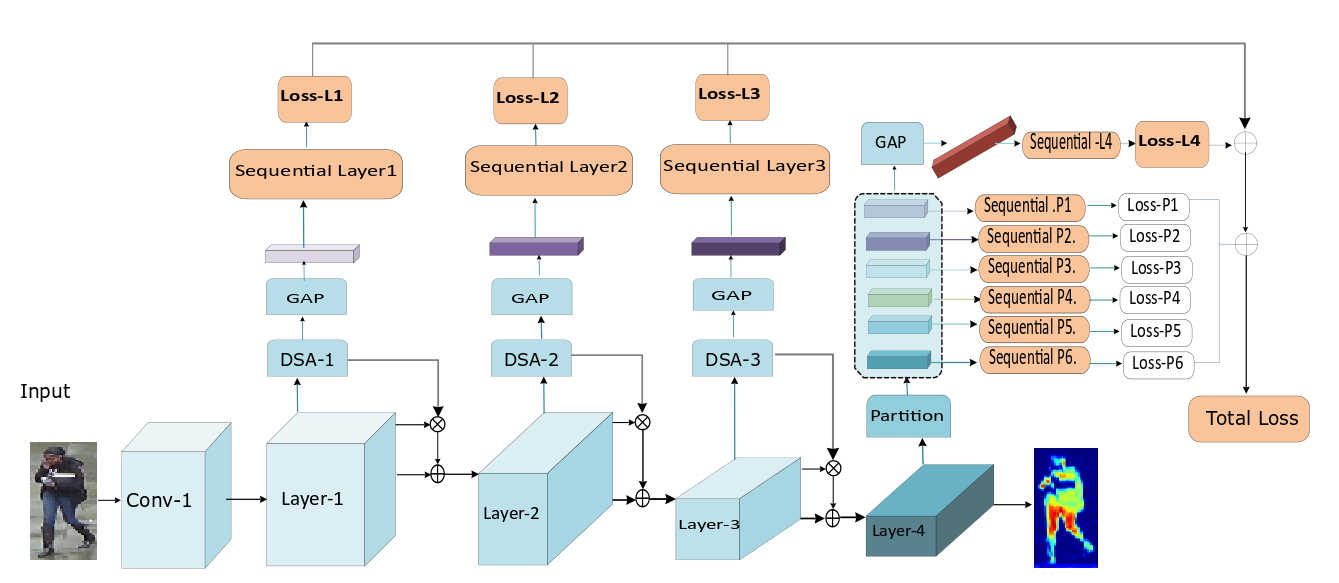 Loss-L1
Loss-L2
Loss-L3
Sequential Layer1
Sequential Layer2
Sequential Layer3
GAP
Sequential -L4
Loss-L4
GAP
GAP
GAP
Sequential .P1
Loss-P1
Sequential P2.
Loss-P2
Sequential P3.
Loss-P3
Sequential P4.
Loss-P4
Sequential P5.
Loss-P5
Sequential P6.
Loss-P6
DSA-1
DSA-2
DSA-3
Input
Partition
Total Loss
Conv-1
Layer-1
Layer-2
Layer-3
Layer-4